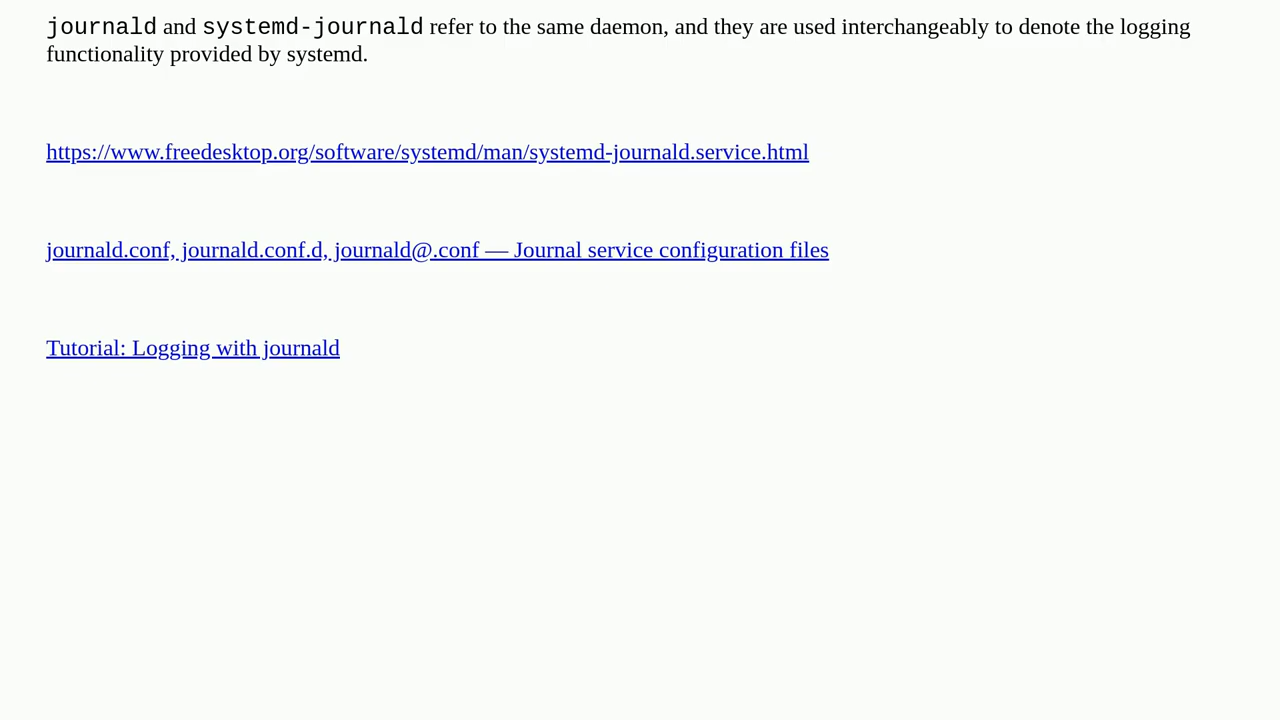 journald and systemd-journald refer to the same daemon, and they are used interchangeably to denote the logging
functionality provided by systemd.
https://www.freedesktop.org/software/systemd/man/systemd-journald.service.html
journald.conf, journald.conf.d, journald@.conf — Journal service configuration files
Tutorial: Logging with journald